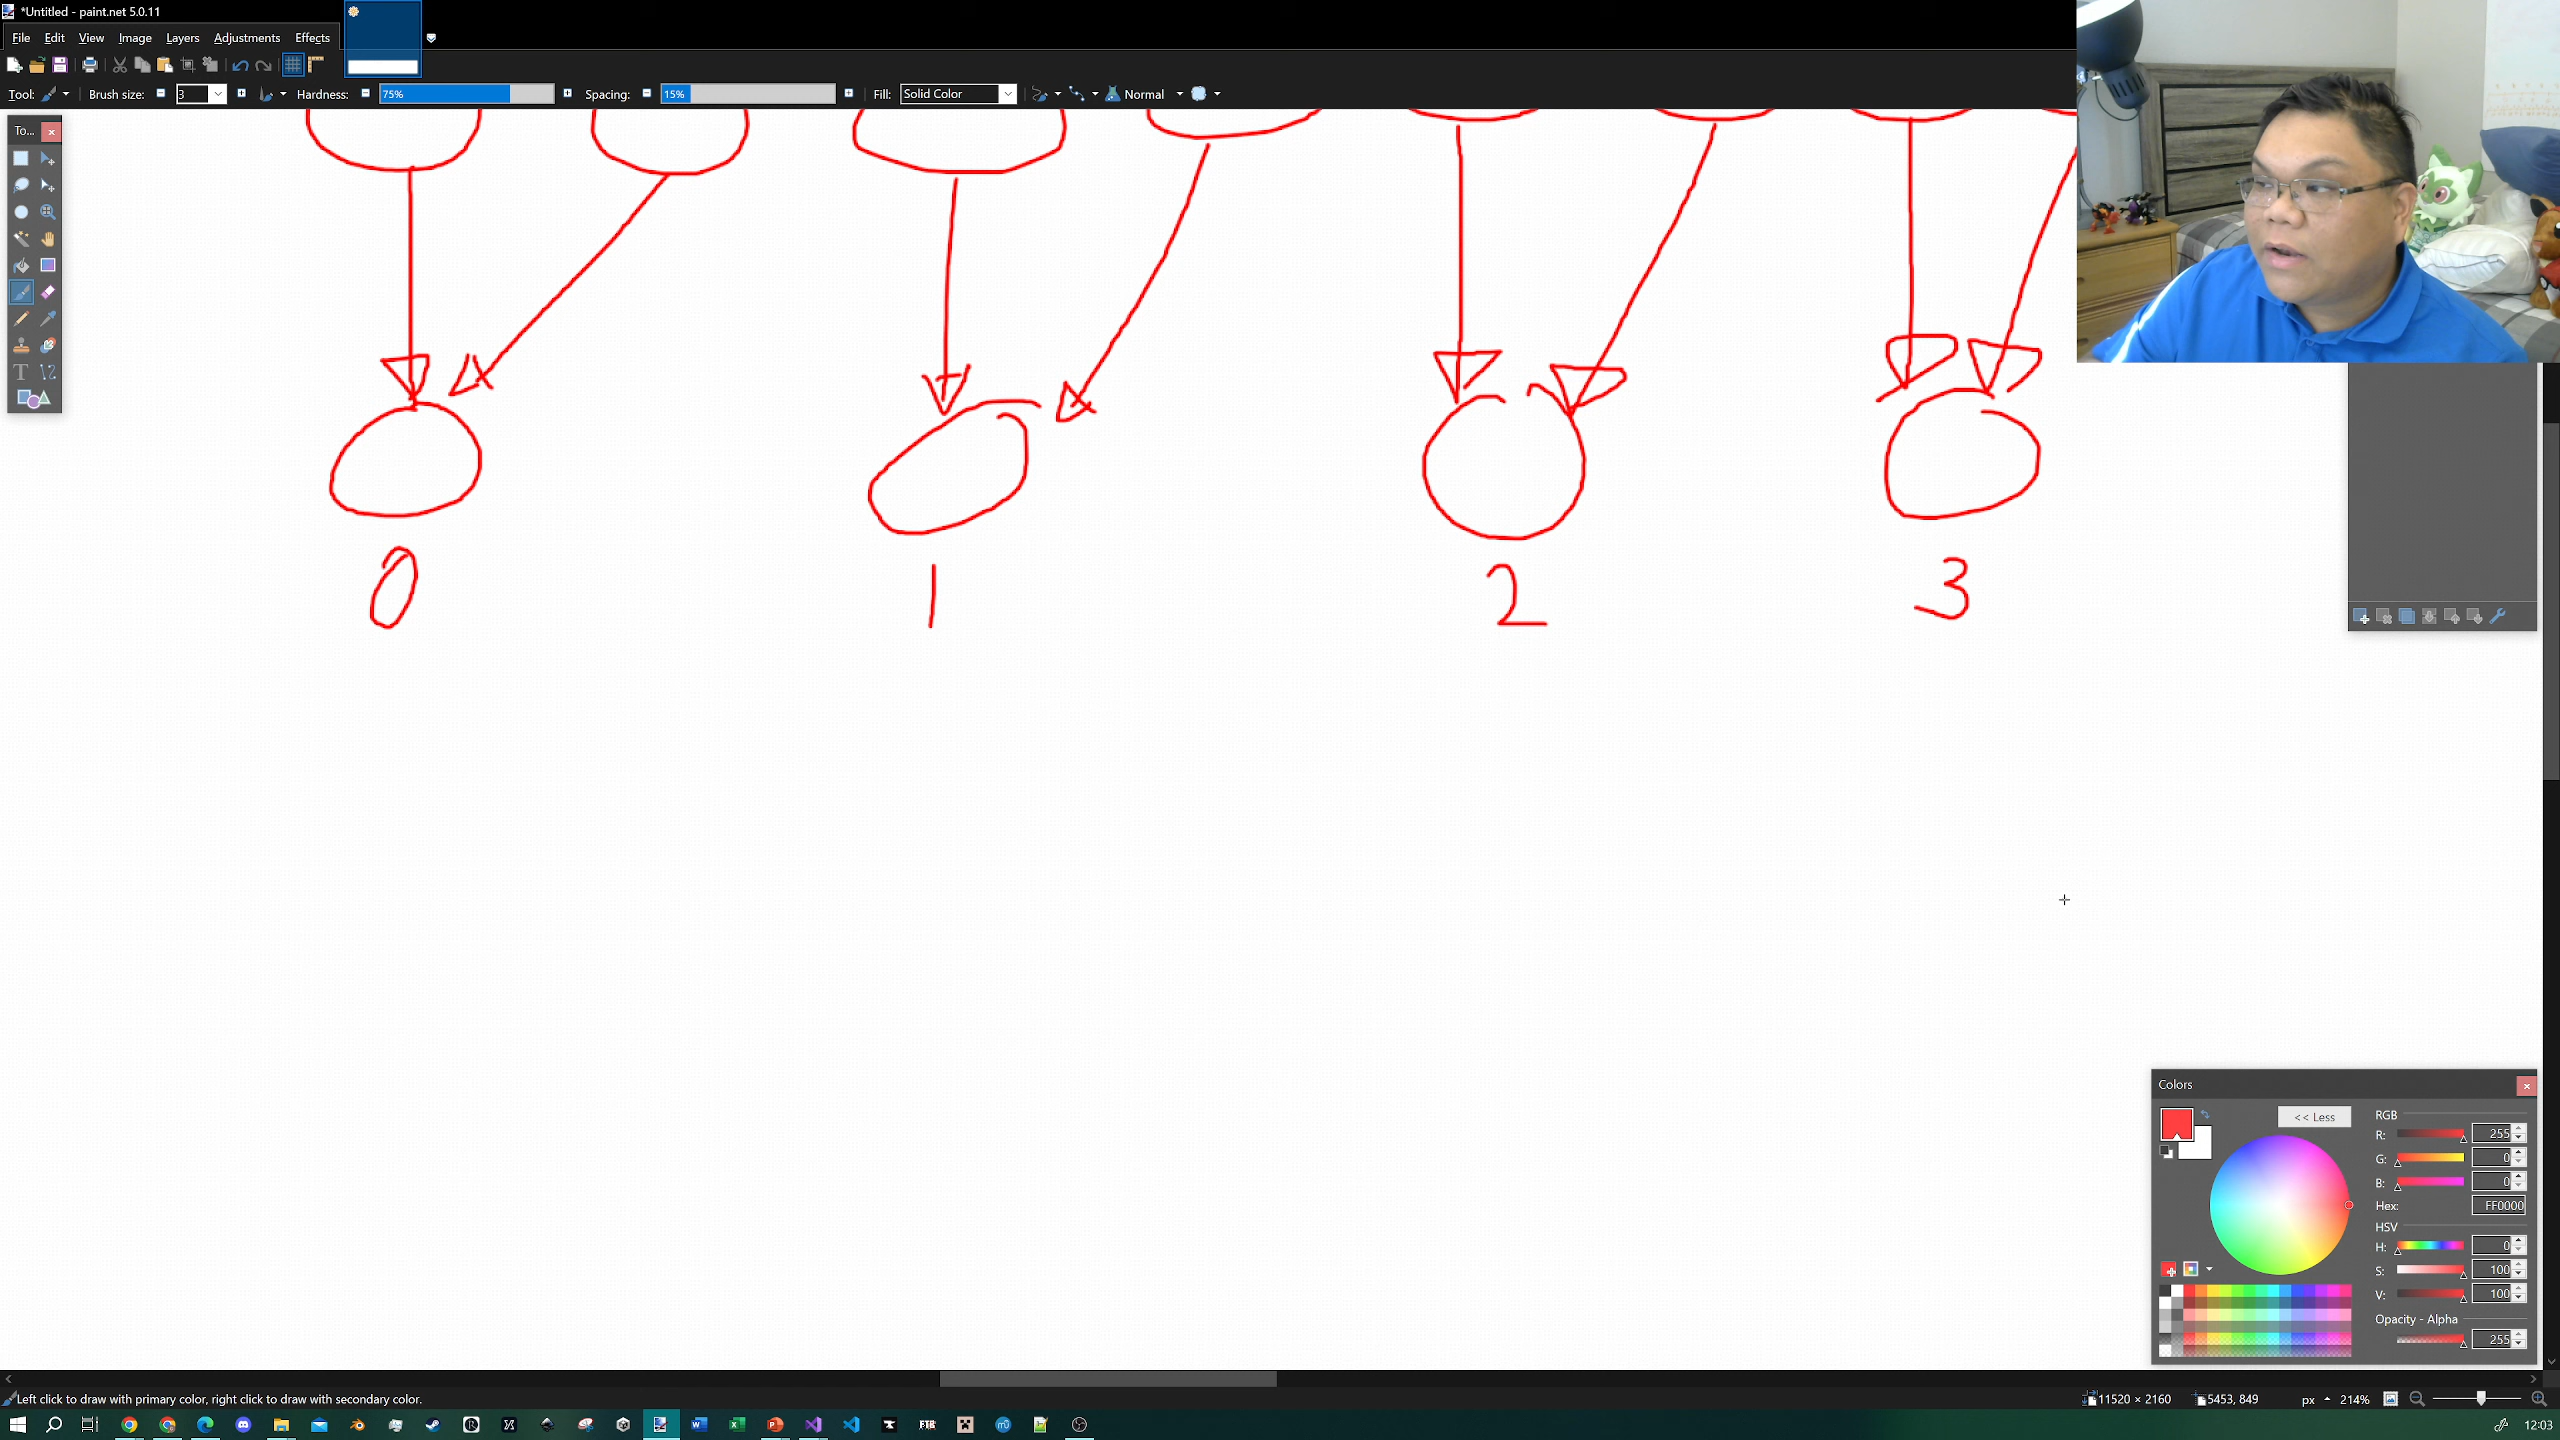 *Untitled - paint.net 5.0.11
File Edit View Image Layers Adjustments Effects
Tool: Brush size: 3 Hardness: 75% Spacing: 15% Fill: Solid Color Normal
To...
0 1 2 3
Colors
<< Less
RGB
R: 255
G: 0
B: 0
Hex: FF0000
HSV
H: 0
S: 100
V: 100
Opacity - Alpha
255
Left click to draw with primary color, right click to draw with secondary color.
11520 × 2160 5453, 849 px 214%
FTB
12:03